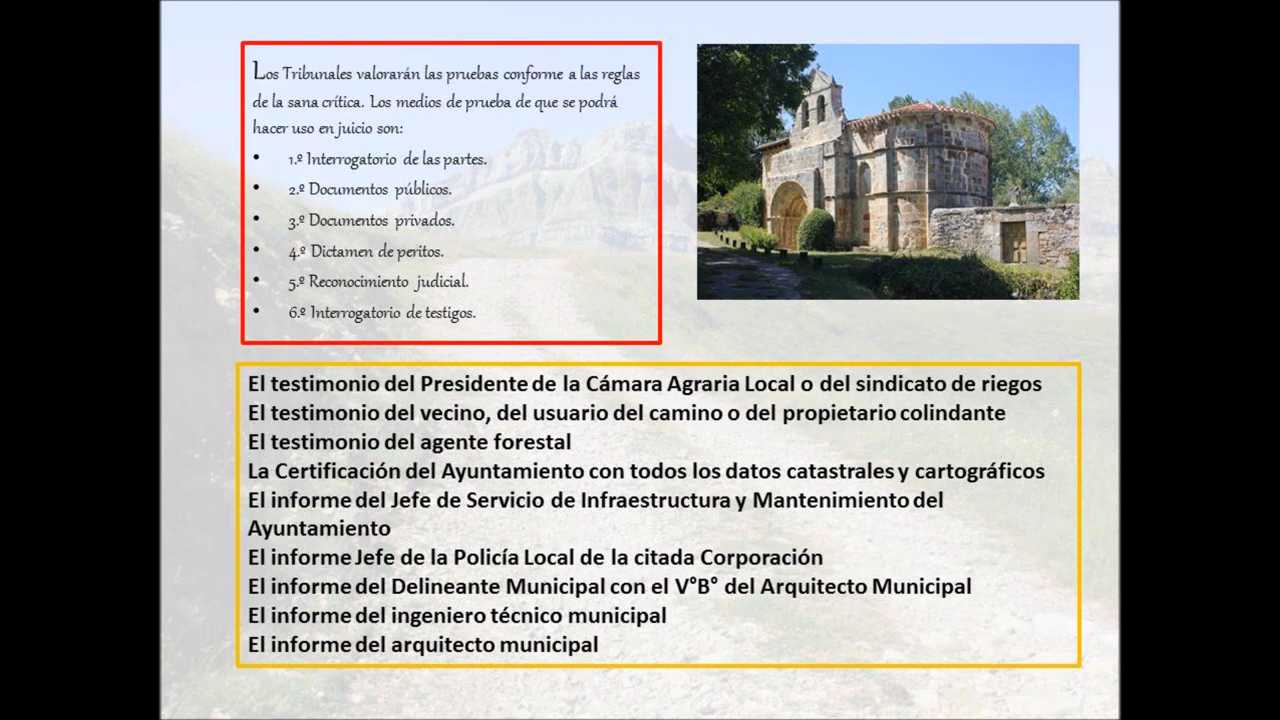 Los Tribunales valorarán las pruebas conforme a las reglas
de la sana crítica. Los medios de prueba de que se podrá
hacer uso en juicio son:
• 1.º Interrogatorio de las partes.
• 2.º Documentos públicos.
• 3.º Documentos privados.
• 4.º Dictamen de peritos.
• 5.º Reconocimiento judicial.
• 6.º Interrogatorio de testigos.
El testimonio del Presidente de la Cámara Agraria Local o del sindicato de riegos
El testimonio del vecino, del usuario del camino o del propietario colindante
El testimonio del agente forestal
La Certificación del Ayuntamiento con todos los datos catastrales y cartográficos
El informe del Jefe de Servicio de Infraestructura y Mantenimiento del
Ayuntamiento
El informe Jefe de la Policía Local de la citada Corporación
El informe del Delineante Municipal con el V°B° del Arquitecto Municipal
El informe del ingeniero técnico municipal
El informe del arquitecto municipal